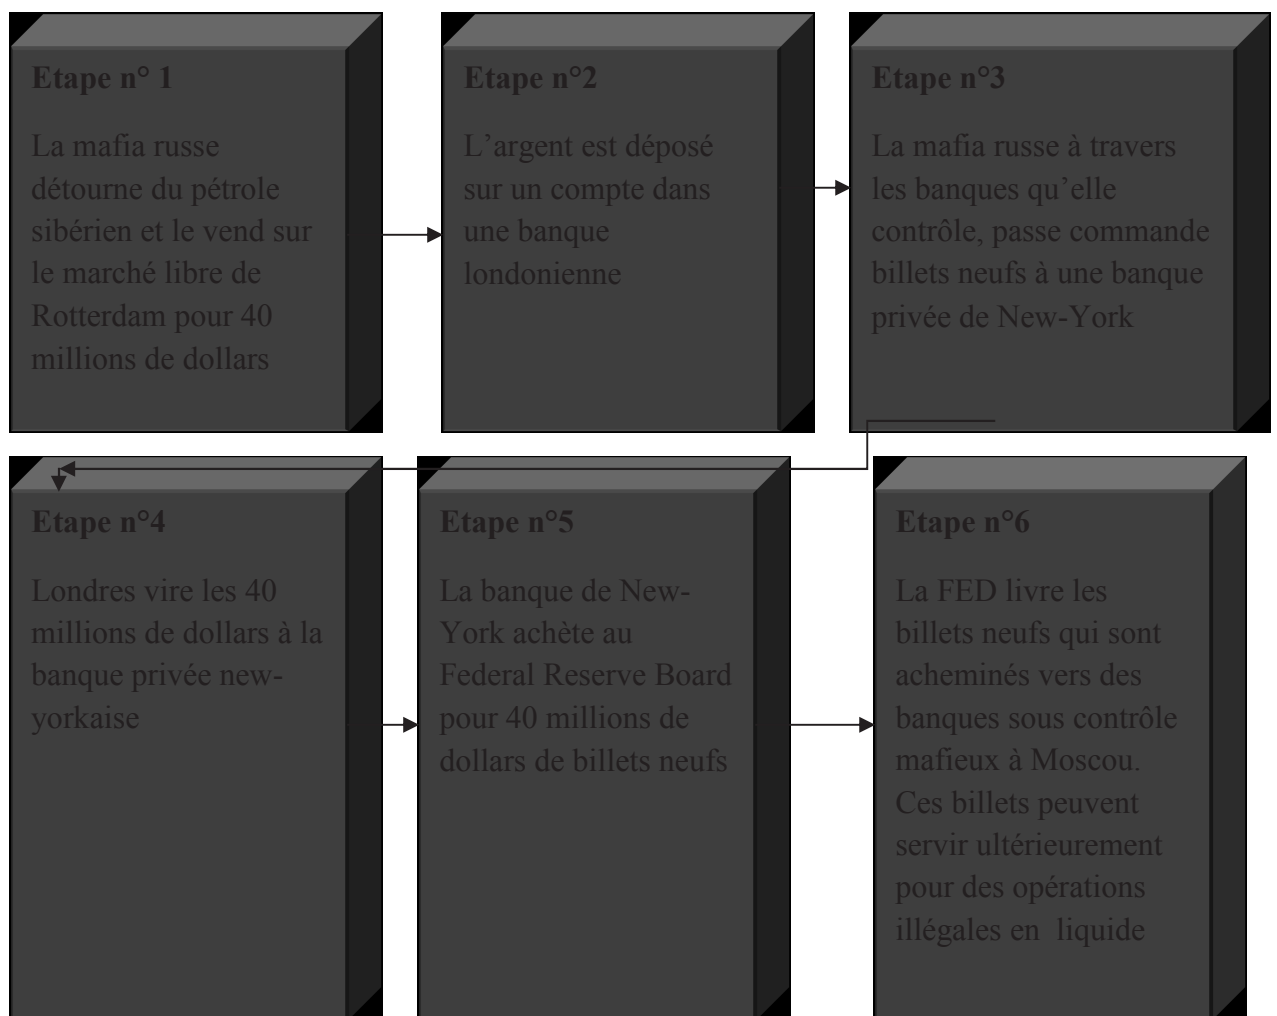 Etape n° 1
La mafia russe
détourne du pétrole
sibérien et le vend sur
le marché libre de
Rotterdam pour 40
millions de dollars
Etape n°2
L’argent est déposé
sur un compte dans
une banque
londonienne
Etape n°3
La mafia russe à travers
les banques qu’elle
contrôle, passe commande
billets neufs à une banque
privée de New-York
Etape n°4
Londres vire les 40
millions de dollars à la
banque privée new-
yorkaise
Etape n°5
La banque de New-
York achète au
Federal Reserve Board
pour 40 millions de
dollars de billets neufs
Etape n°6
La FED livre les
billets neufs qui sont
acheminés vers des
banques sous contrôle
mafieux à Moscou.
Ces billets peuvent
servir ultérieurement
pour des opérations
illégales en  liquide